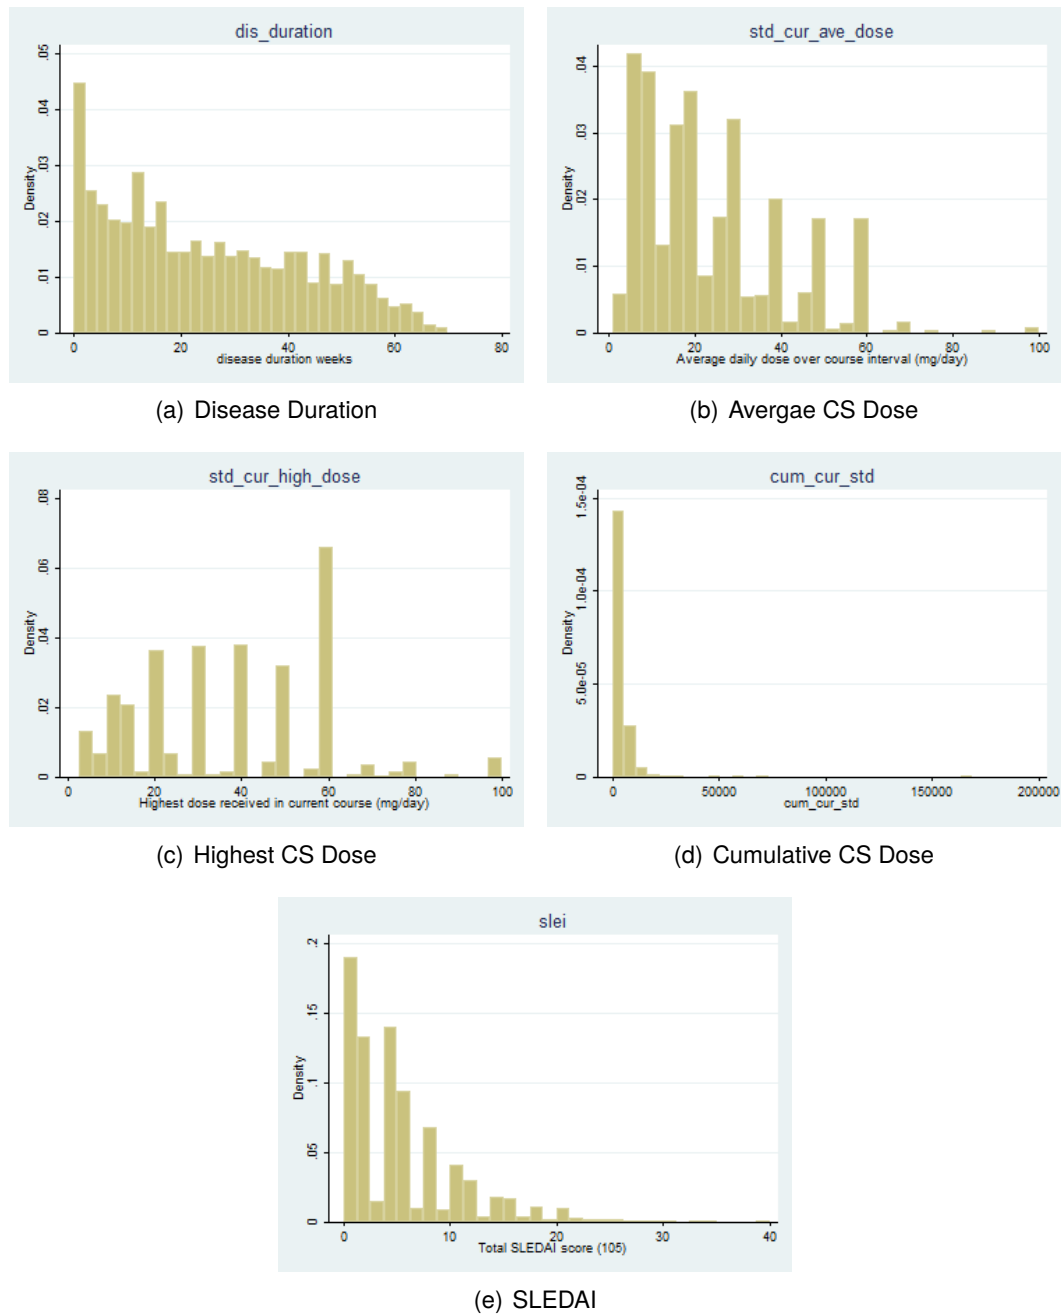 dis_duration
.05
.04
.03
.02
.01
0
Density
0 20 40 60 80
disease duration weeks
(a) Disease Duration
std_cur_ave_dose
.04
.03
.02
.01
0
Density
0 20 40 60 80 100
Average daily dose over course interval (mg/day)
(b) Avergae CS Dose
std_cur_high_dose
.08
.06
.04
.02
0
Density
0 20 40 60 80 100
Highest dose received in current course (mg/day)
(c) Highest CS Dose
cum_cur_std
1.5e-04
1.0e-04
5.0e-05
0
Density
0 50000 100000 150000 200000
cum_cur_std
(d) Cumulative CS Dose
slei
.2
.15
.1
.05
0
Density
0 10 20 30 40
Total SLEDAI score (105)
(e) SLEDAI